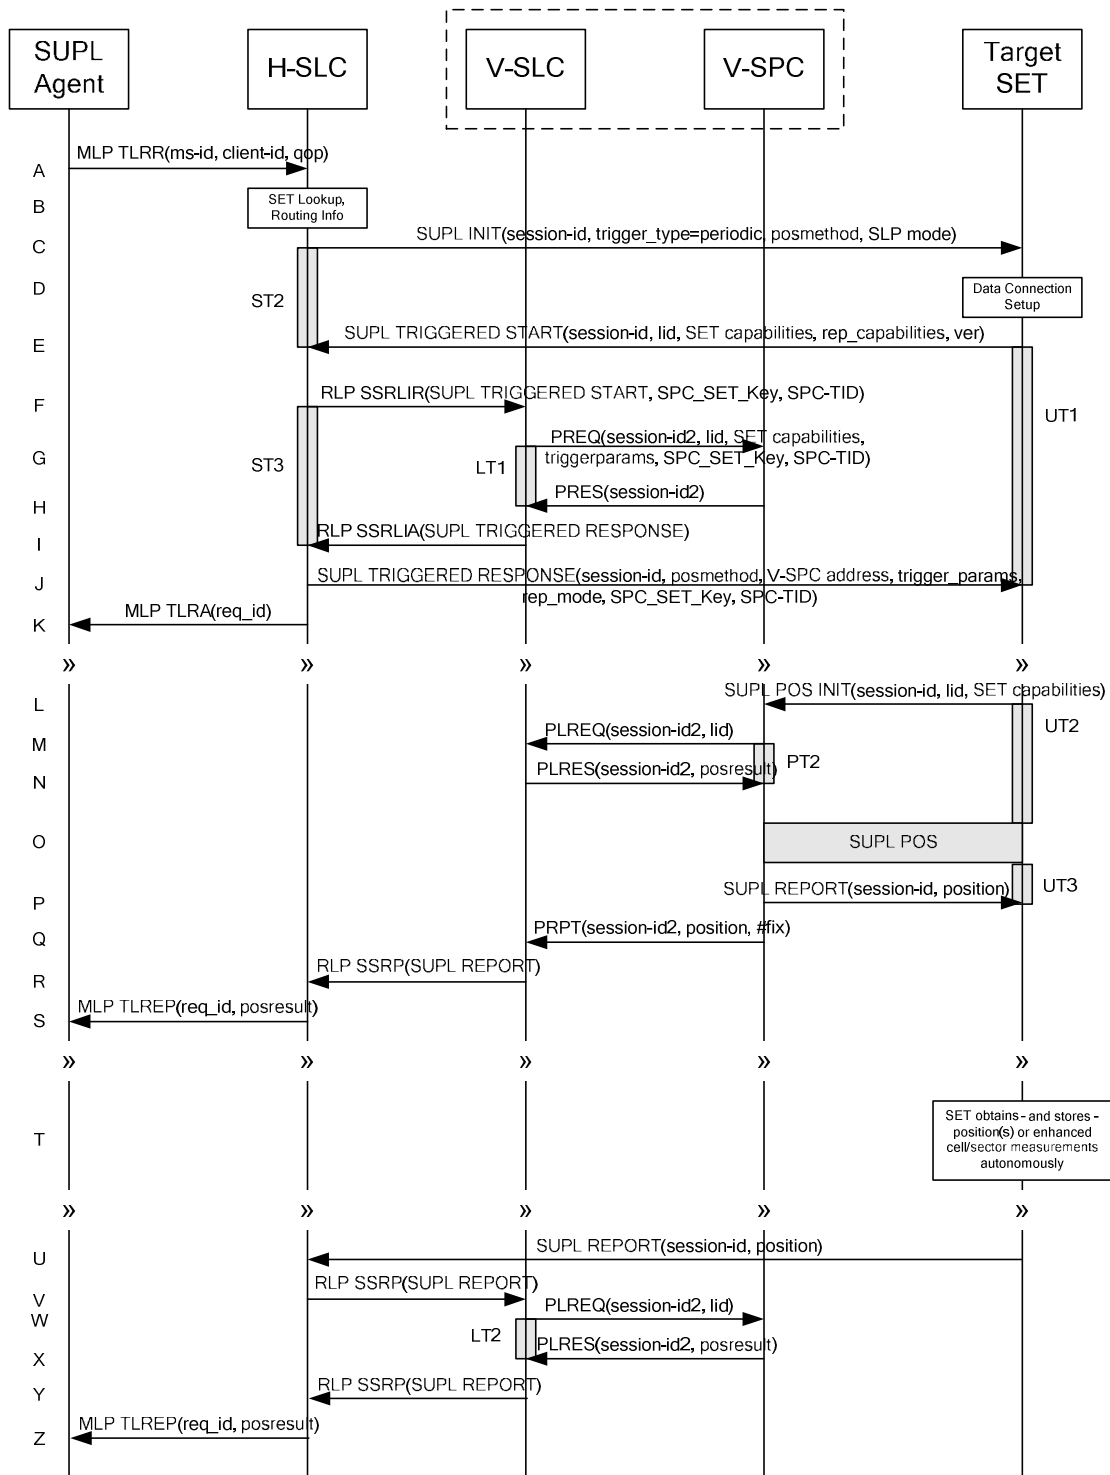 SUPL
Agent
H-SLC
V-SLC
V-SPC
Target
SET
A
MLP TLRR(ms-id, client-id, qop)
B
SET Lookup,
Routing Info
C
SUPL INIT(session-id, trigger_type=periodic, posmethod, SLP mode)
D
ST2
Data Connection
Setup
E
SUPL TRIGGERED START(session-id, lid, SET capabilities, rep_capabilities, ver)
F
RLP SSRLIR(SUPL TRIGGERED START, SPC_SET_Key, SPC-TID)
UT1
G
ST3
LT1
PREQ(session-id2, lid, SET capabilities,
triggerparams, SPC_SET_Key, SPC-TID)
H
PRES(session-id2)
I
RLP SSRLIA(SUPL TRIGGERED RESPONSE)
J
SUPL TRIGGERED RESPONSE(session-id, posmethod, V-SPC address, trigger_params,
rep_mode, SPC_SET_Key, SPC-TID)
K
MLP TLRA(req_id)
» » » » »
L
SUPL POS INIT(session-id, lid, SET capabilities)
UT2
M
PLREQ(session-id2, lid)
PT2
N
PLRES(session-id2, posresult)
O
SUPL POS
P
SUPL REPORT(session-id, position)
UT3
Q
PRPT(session-id2, position, #fix)
R
RLP SSRP(SUPL REPORT)
S
MLP TLREP(req_id, posresult)
» » » » »
T
SET obtains - and stores -
position(s) or enhanced
cell/sector measurements
autonomously
» » » » »
U
SUPL REPORT(session-id, position)
V
RLP SSRP(SUPL REPORT)
W
PLREQ(session-id2, lid)
LT2
X
PLRES(session-id2, posresult)
Y
RLP SSRP(SUPL REPORT)
Z
MLP TLREP(req_id, posresult)